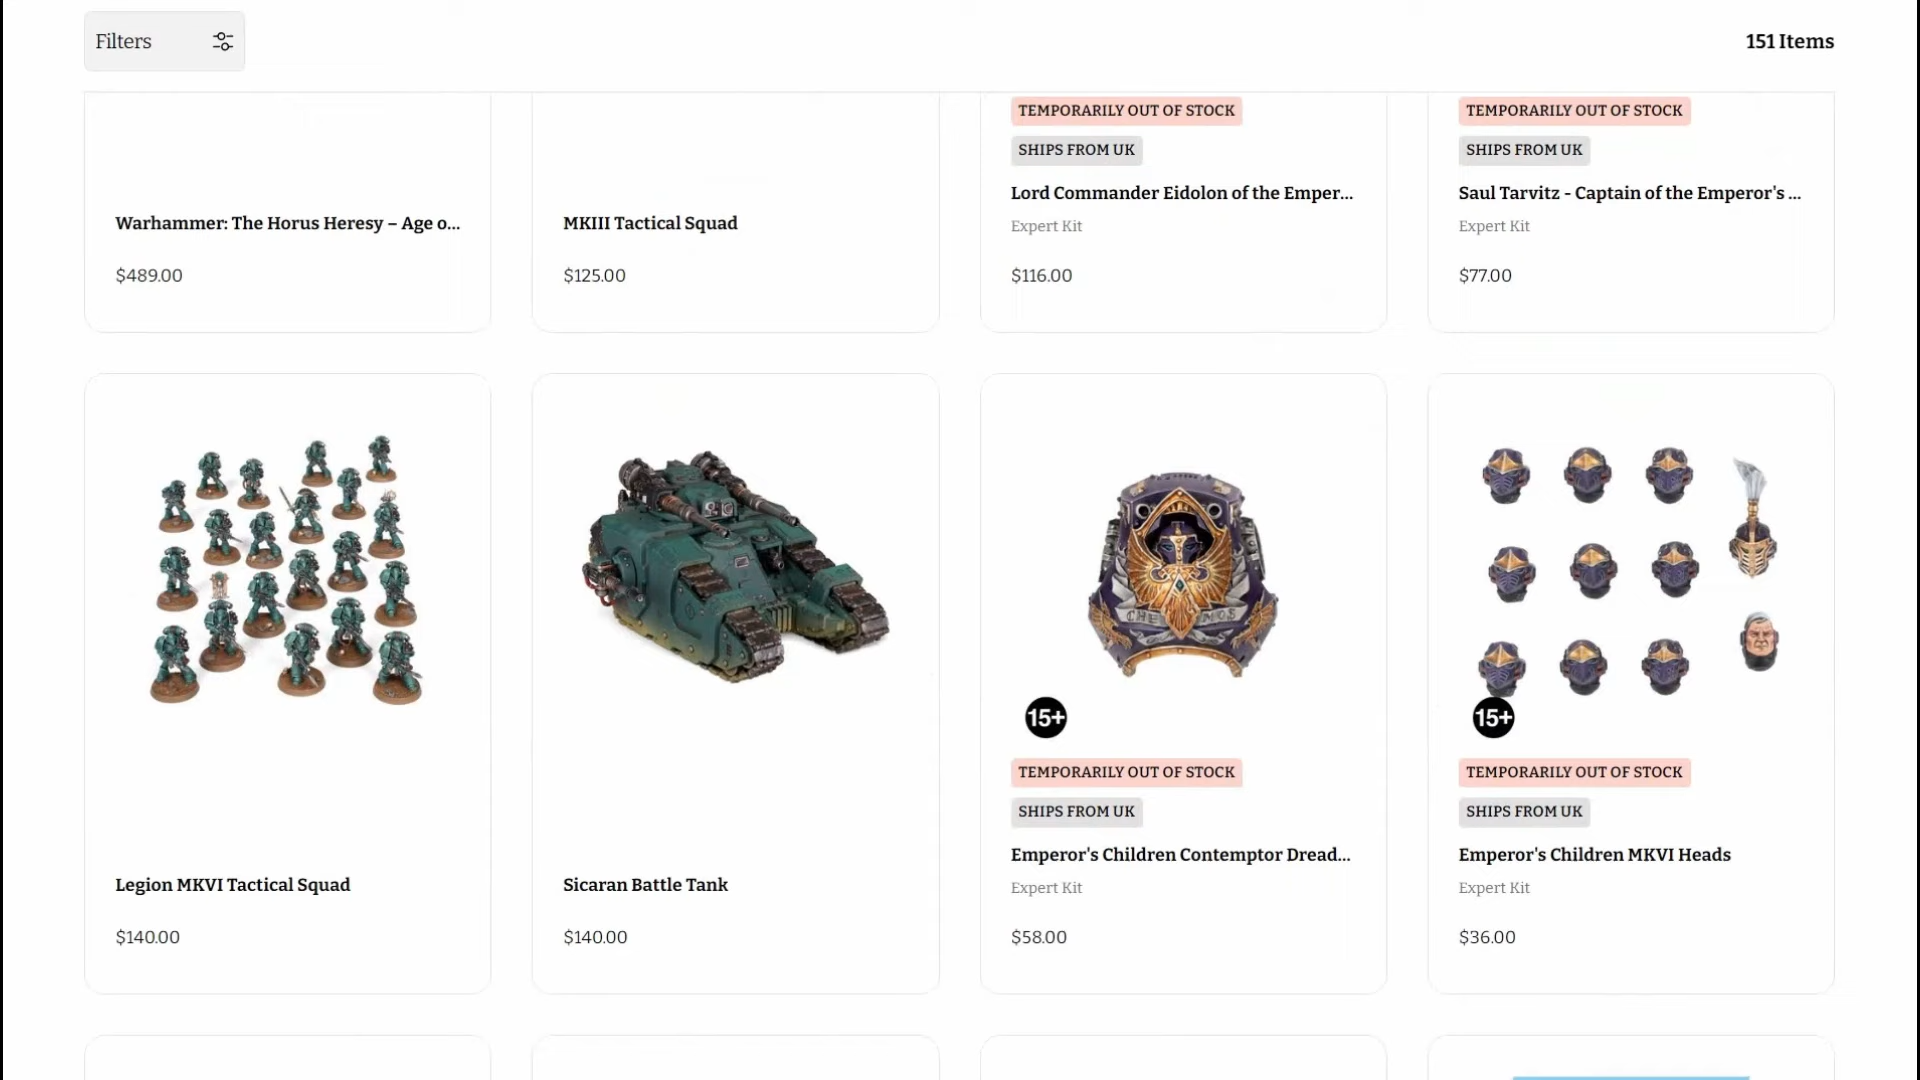 Filters
151 Items
TEMPORARILY OUT OF STOCK
TEMPORARILY OUT OF STOCK
SHIPS FROM UK
SHIPS FROM UK
Warhammer: The Horus Heresy – Age o...
MKIII Tactical Squad
Lord Commander Eidolon of the Emper...
Saul Tarvitz - Captain of the Emperor's ...
Expert Kit
Expert Kit
$489.00
$125.00
$116.00
$77.00
CHE MOS
15+
15+
TEMPORARILY OUT OF STOCK
TEMPORARILY OUT OF STOCK
SHIPS FROM UK
SHIPS FROM UK
Legion MKVI Tactical Squad
Sicaran Battle Tank
Emperor's Children Contemptor Dread...
Emperor's Children MKVI Heads
Expert Kit
Expert Kit
$140.00
$140.00
$58.00
$36.00